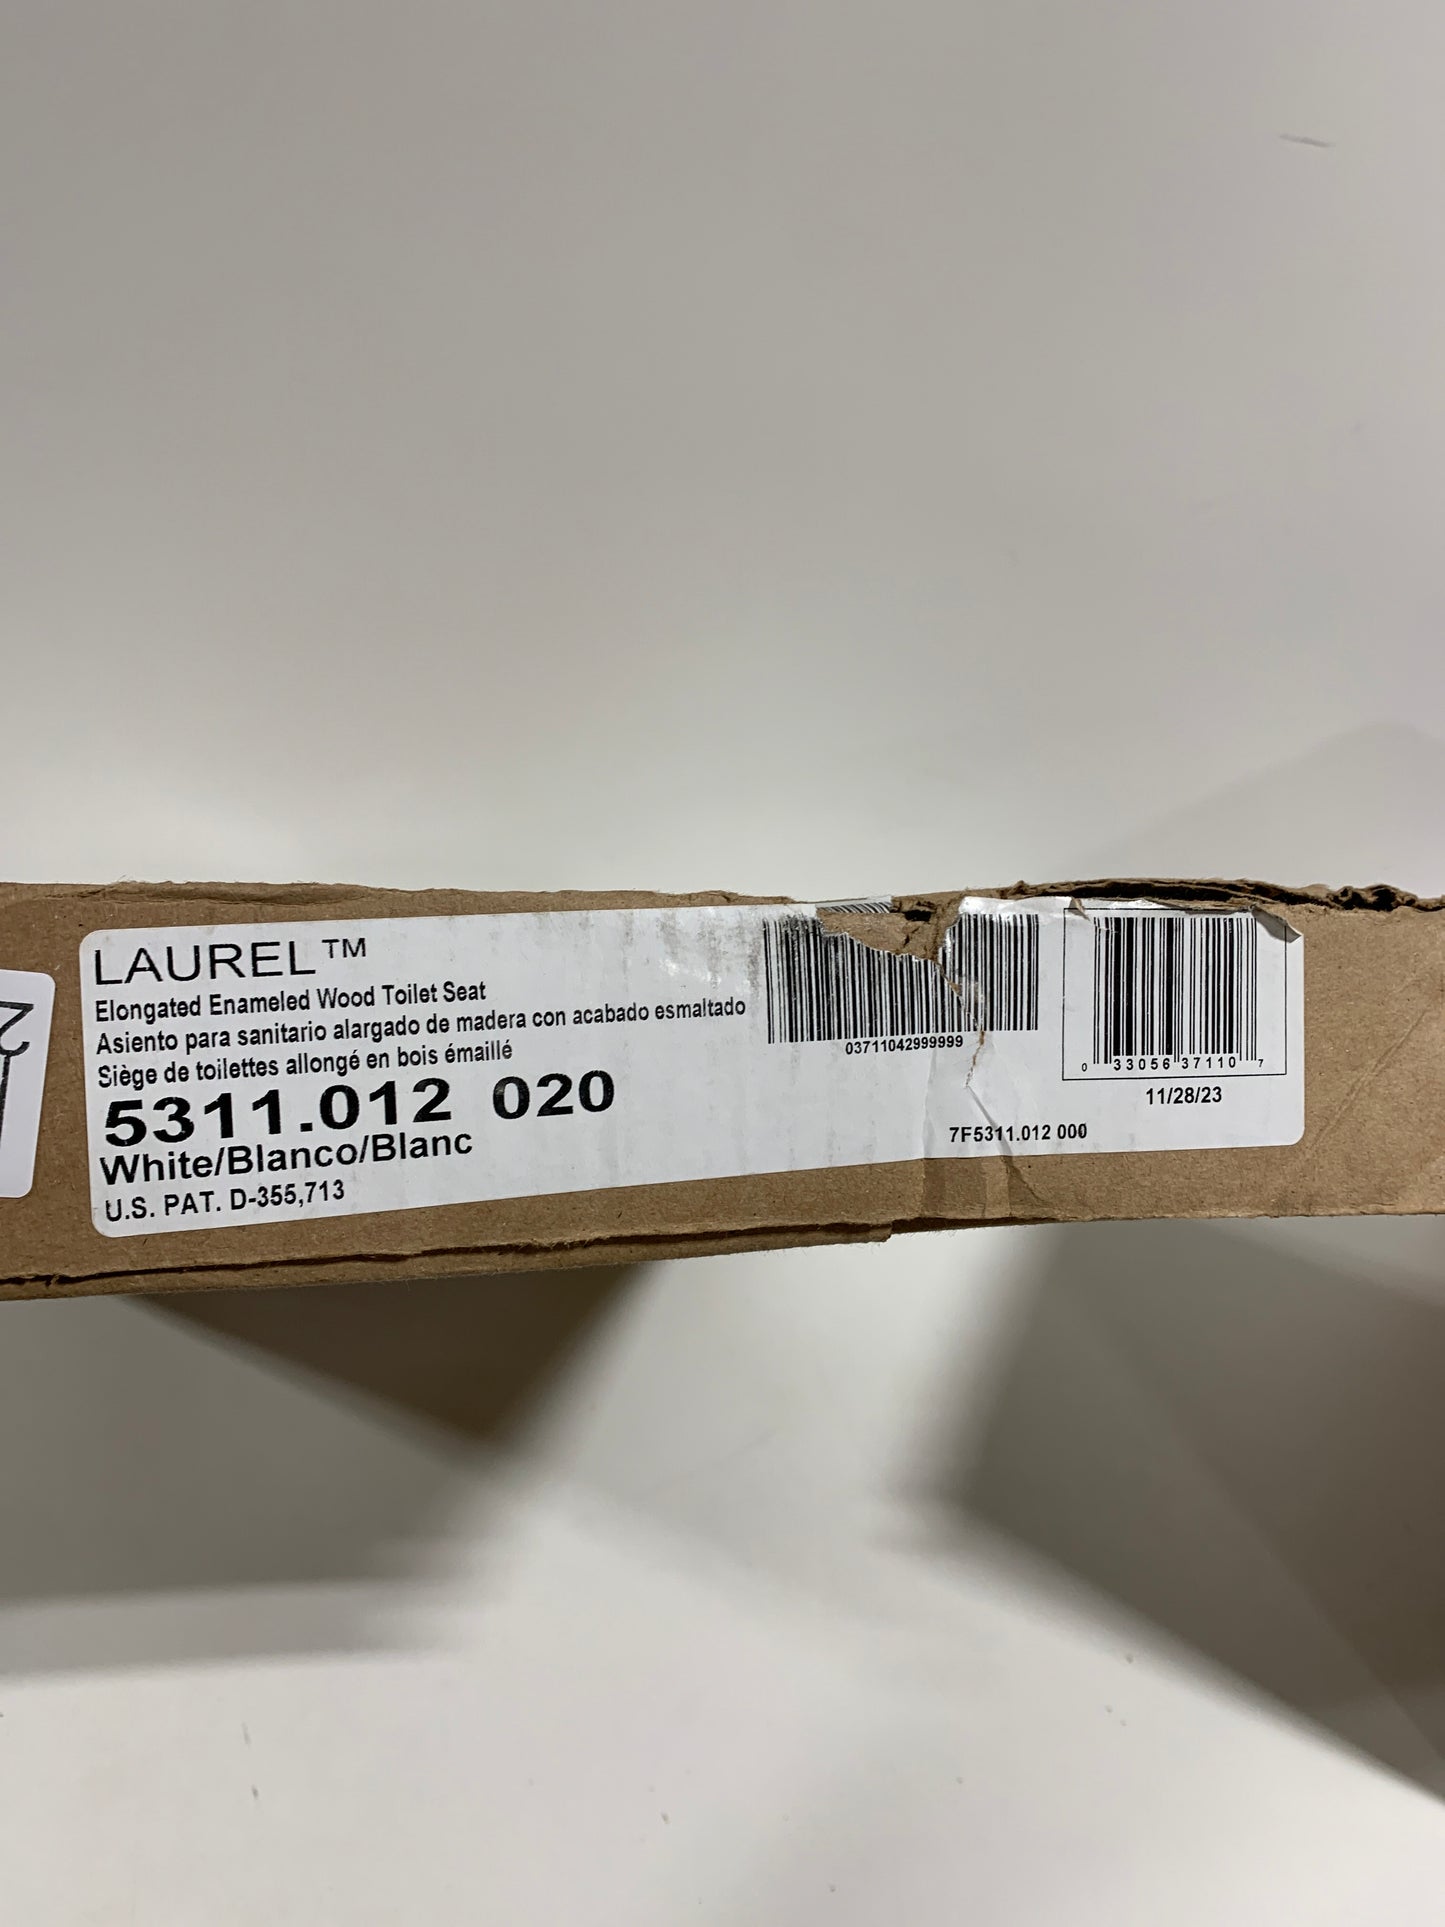 LAUREL™
Elongated Enameled Wood Toilet Seat
Asiento para sanitario alargado de madera con acabado esmaltado
Siège de toilettes allongé en bois émaillé
5311.012 020
White/Blanco/Blanc
U.S. PAT. D-355,713
03711042999999
0 33056 37110 7
11/28/23
7F5311.012 000